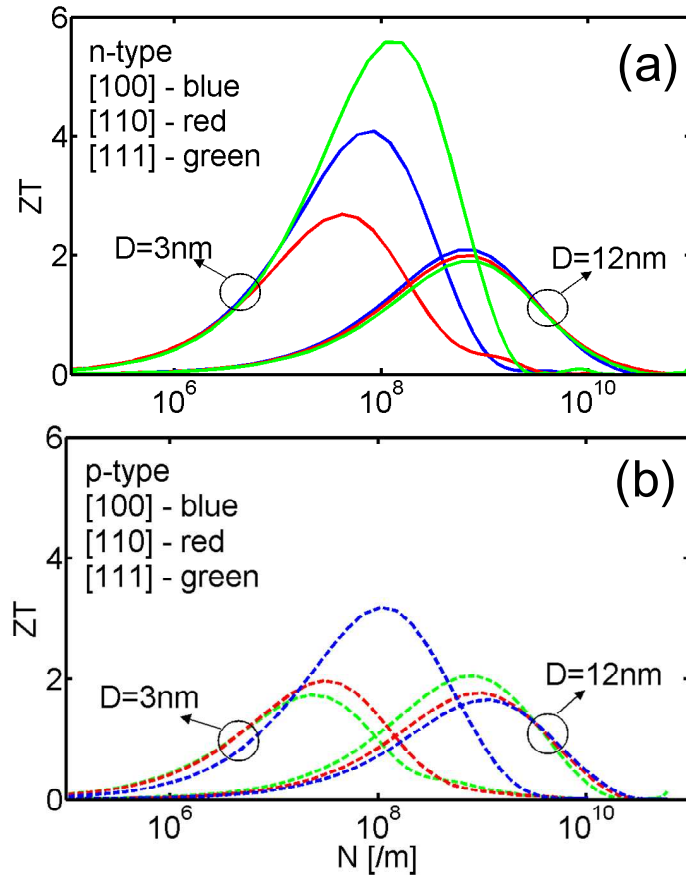 6
n-type
(a)
[100] - blue
[110] - red
4
[111] - green
ZT
D=3nm
D=12nm
2
0
10^6
10^8
10^10
6
p-type
(b)
[100] - blue
[110] - red
4
[111] - green
ZT
D=3nm
D=12nm
2
0
10^6
10^8
10^10
N [/m]